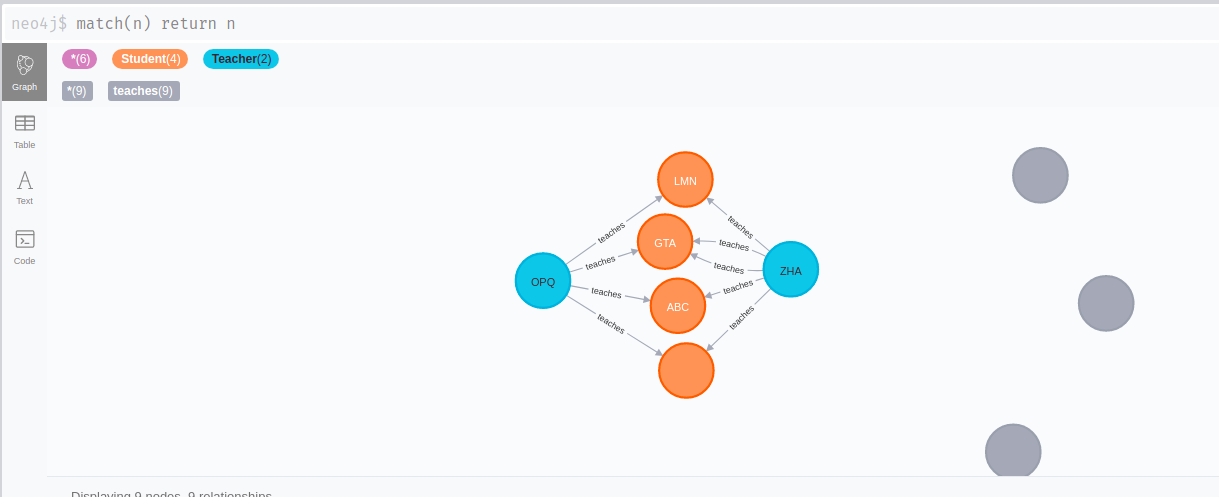 neo4j$ match(n) return n
*(6) Student(4) Teacher(2)
*(9) teaches(9)
Graph
Table
Text
Code
LMN
GTA
OPQ
ZHA
ABC
teaches
teaches
teaches
teaches
teaches
teaches
teaches
teaches
teaches
Displaying 9 nodes, 9 relationships.